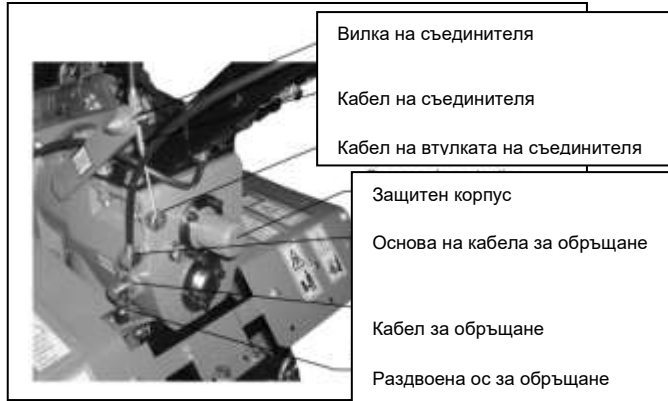 Вилка на съединителя
Кабел на съединителя
Кабел на втулката на съединителя
Защитен корпус
Основа на кабела за обръщане
Кабел за обръщане
Раздвоена ос за обръщане